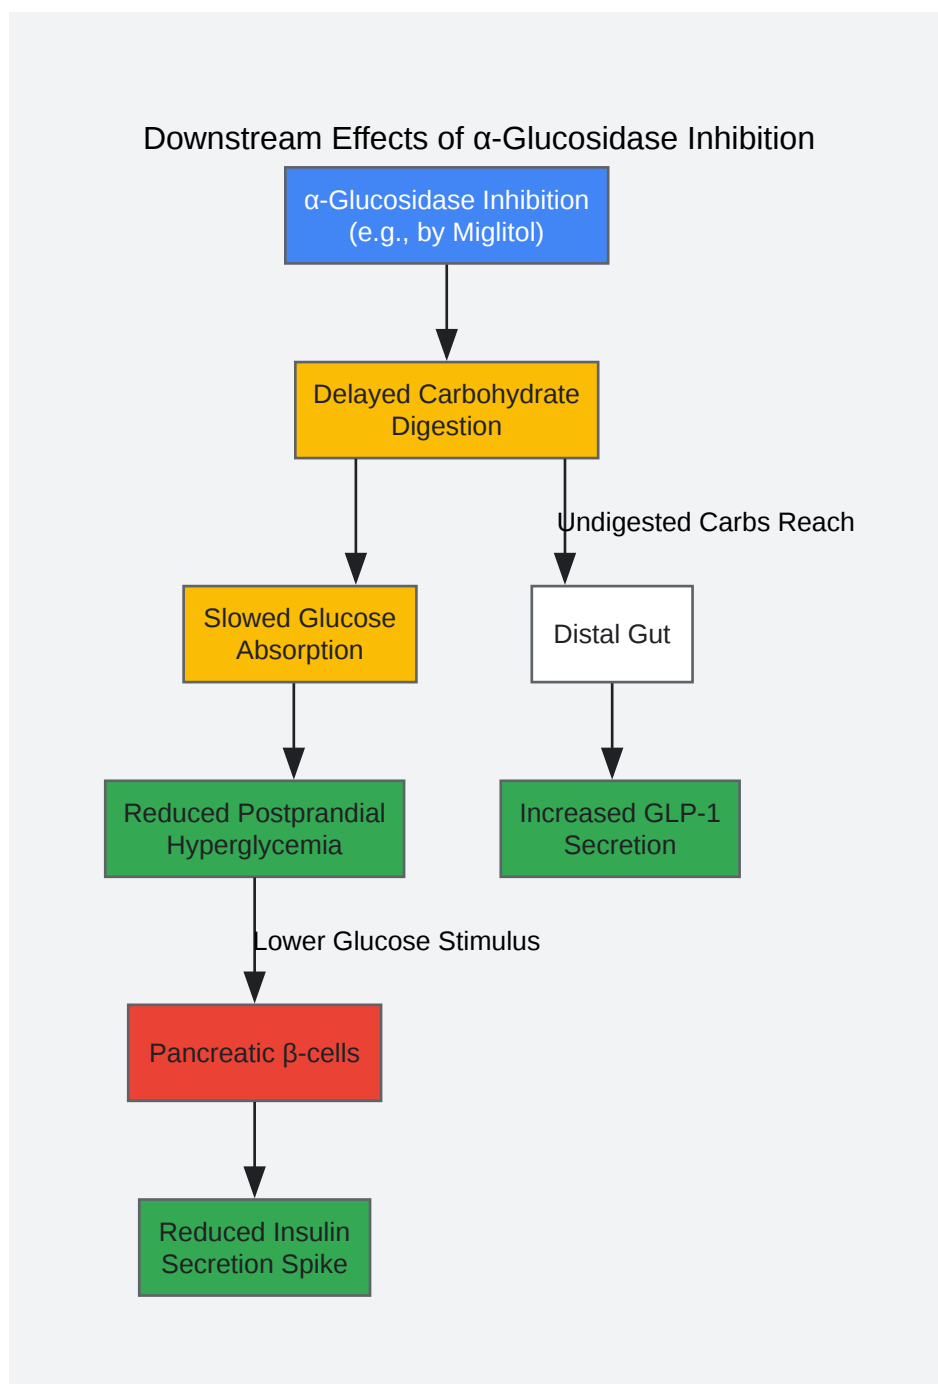 Downstream Effects of α-Glucosidase Inhibition
α-Glucosidase Inhibition
(e.g., by Miglitol)
Delayed Carbohydrate
Digestion
Undigested Carbs Reach
Slowed Glucose
Absorption
Distal Gut
Reduced Postprandial
Hyperglycemia
Increased GLP-1
Secretion
Lower Glucose Stimulus
Pancreatic β-cells
Reduced Insulin
Secretion Spike